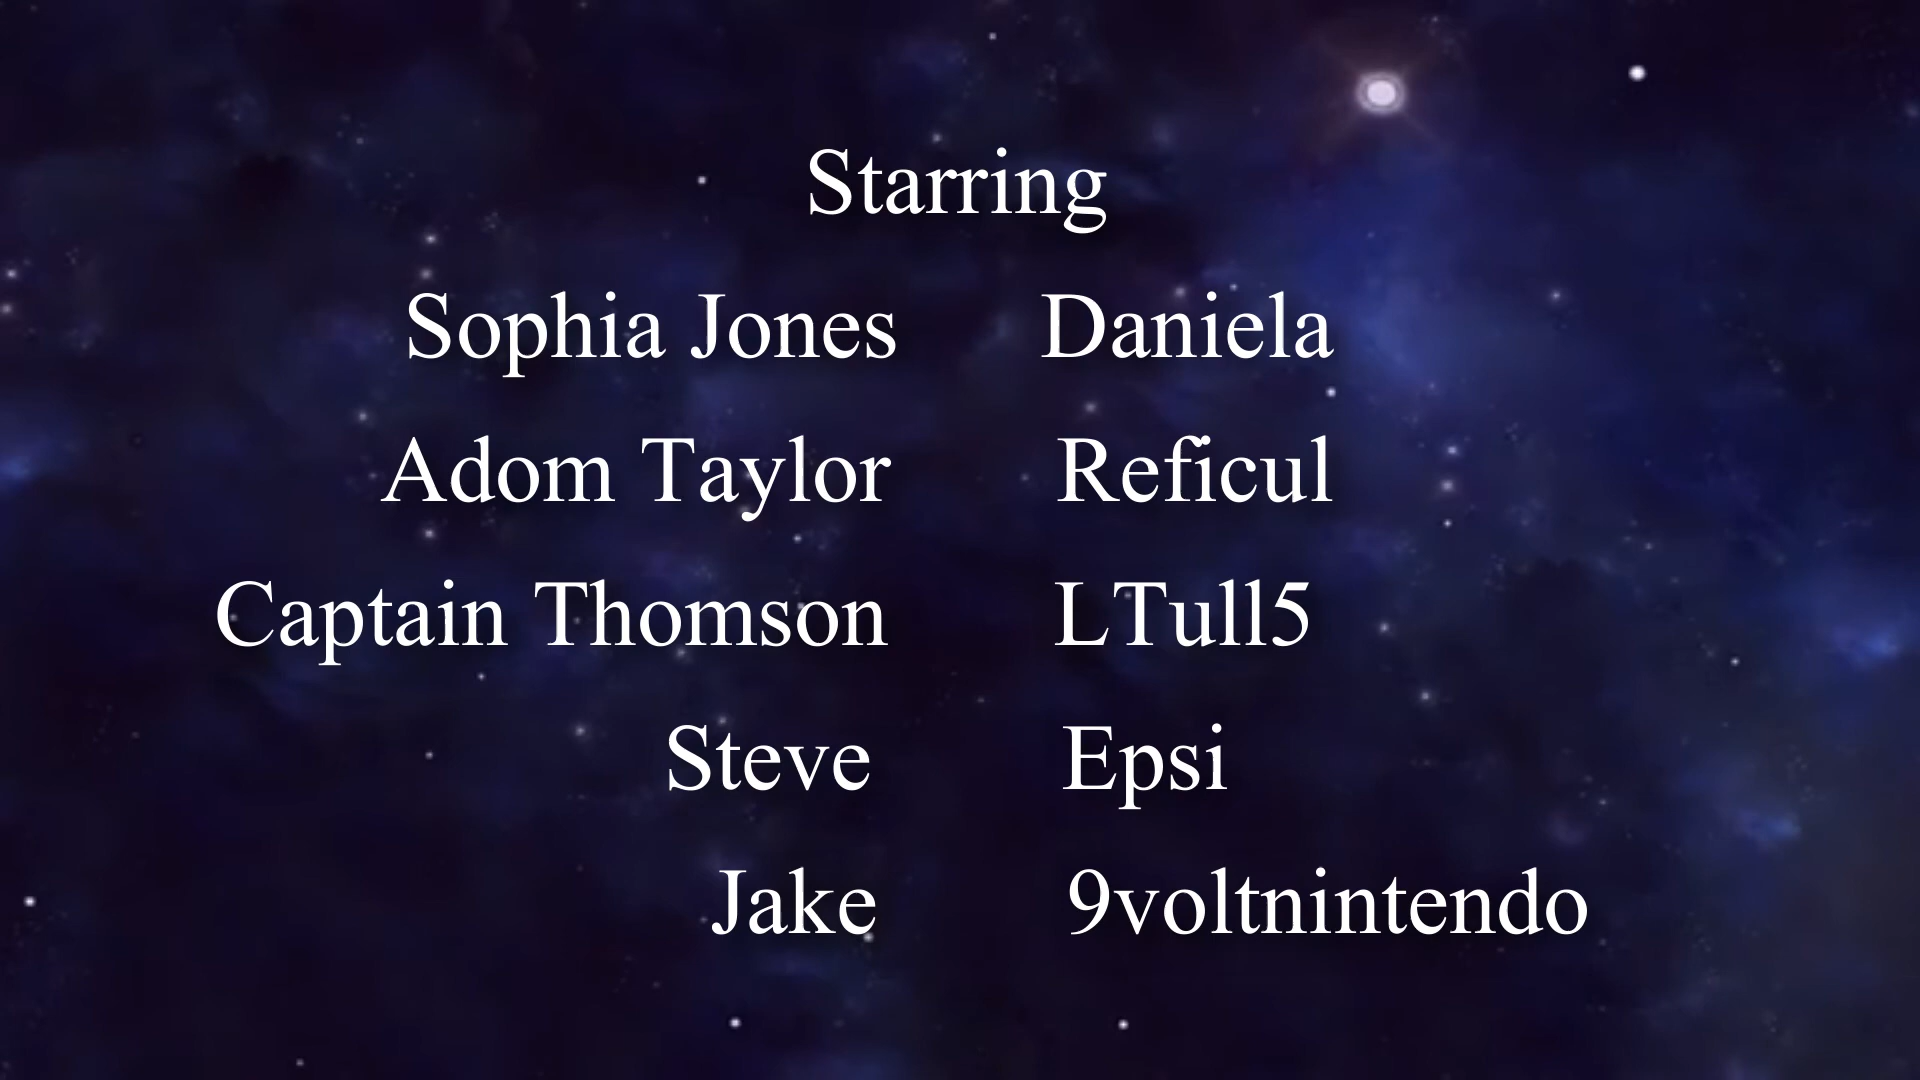 Starring
Sophia Jones Daniela
Adom Taylor Reficul
Captain Thomson LTull5
Steve Epsi
Jake 9voltnintendo